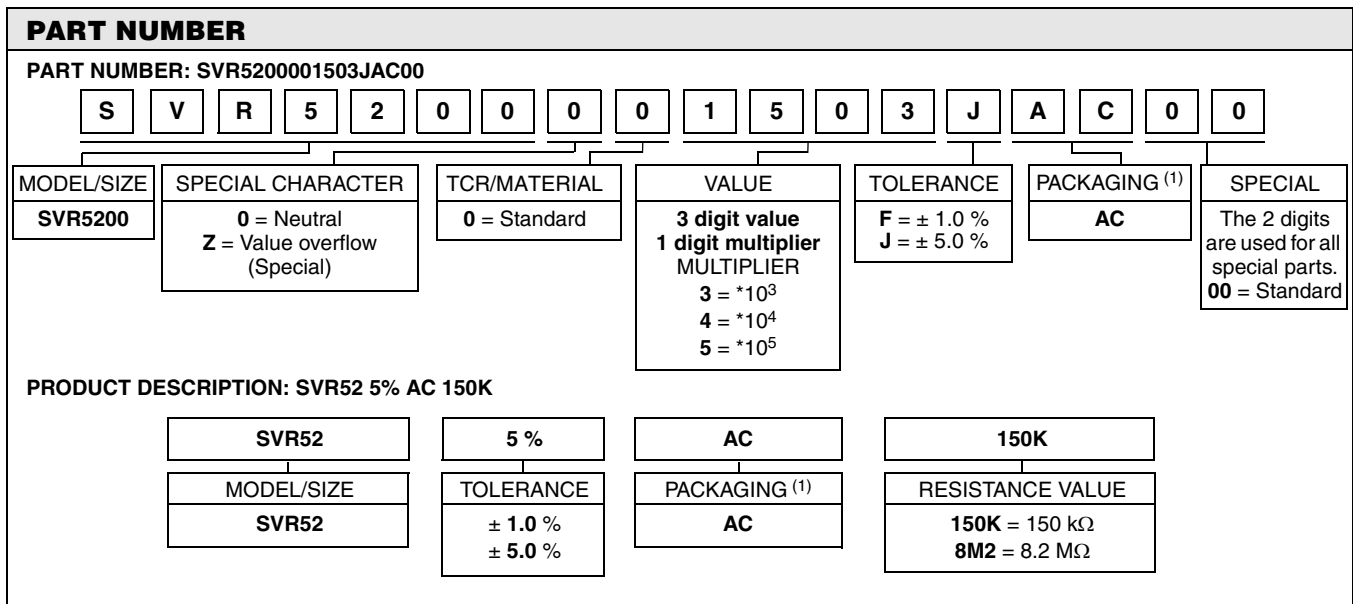 PART NUMBER
PART NUMBER: SVR5200001503JAC00
S V R 5 2 0 0 0 0 1 5 0 3 J A C 0 0
MODEL/SIZE
SVR5200
SPECIAL CHARACTER
0 = Neutral
Z = Value overflow
(Special)
TCR/MATERIAL
0 = Standard
VALUE
3 digit value
1 digit multiplier
MULTIPLIER
3 = *10³
4 = *10⁴
5 = *10⁵
TOLERANCE
F = ± 1.0 %
J = ± 5.0 %
PACKAGING (1)
AC
SPECIAL
The 2 digits
are used for all
special parts.
00 = Standard
PRODUCT DESCRIPTION: SVR52 5% AC 150K
SVR52
MODEL/SIZE
SVR52
5 %
TOLERANCE
± 1.0 %
± 5.0 %
AC
PACKAGING (1)
AC
150K
RESISTANCE VALUE
150K = 150 kΩ
8M2 = 8.2 MΩ